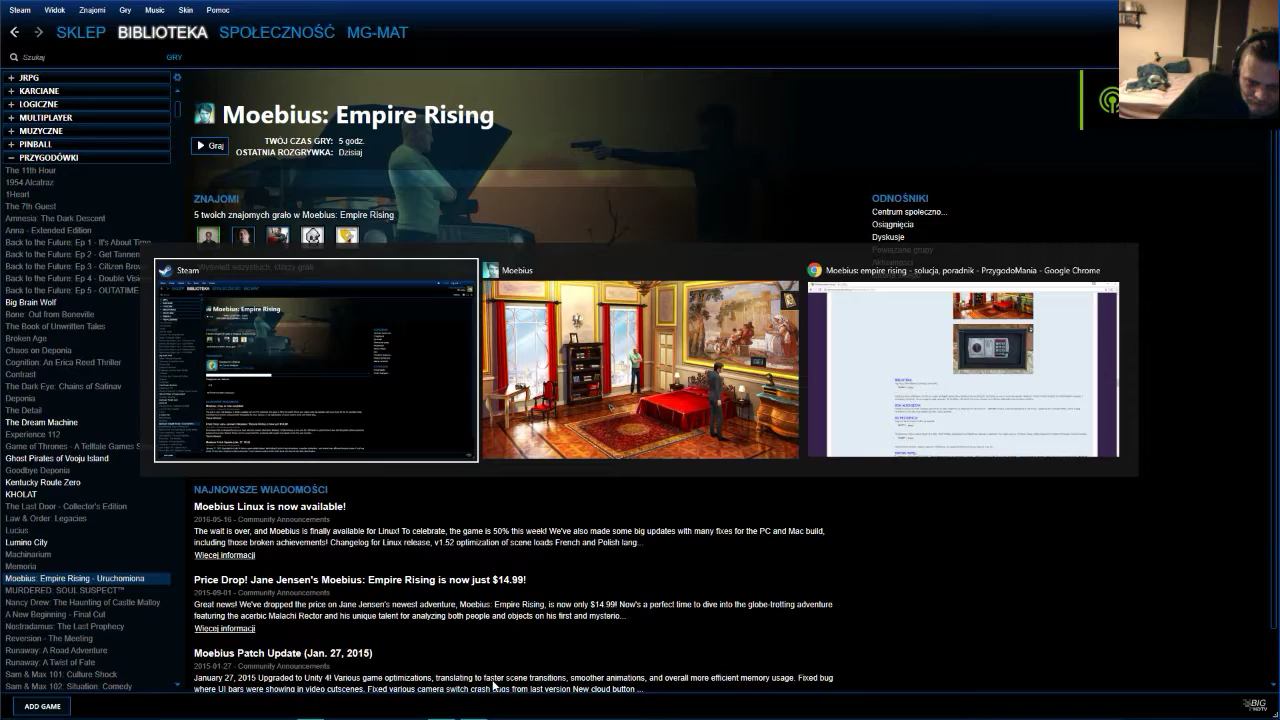 Steam Widok Znajomi Gry Music Skin Pomoc
SKLEP BIBLIOTEKA SPOŁECZNOŚĆ MG-MAT
Szukaj GRY
JRPG
KARCIANE
LOGICZNE
MULTIPLAYER
MUZYCZNE
PINBALL
PRZYGODÓWKI
The 11th Hour
1954 Alcatraz
1Heart
The 7th Guest
Amnesia: The Dark Descent
Anna - Extended Edition
Back to the Future: Ep 1 - It's About Time
Back to the Future: Ep 2 - Get Tannen
Back to the Future: Ep 3 - Citizen Brow
Back to the Future: Ep 4 - Double Visi
Back to the Future: Ep 5 - OUTATIME
Big Brain Wolf
Bone: Out from Boneville
The Book of Unwritten Tales
Broken Age
Chaos on Deponia
Cognition: An Erica Reed Thriller
Contrast
The Dark Eye: Chains of Satinav
Deponia
The Detail
The Dream Machine
Experience 112
Game of Thrones - A Telltale Games S
Ghost Pirates of Vooju Island
Goodbye Deponia
Kentucky Route Zero
KHOLAT
The Last Door - Collector's Edition
Law & Order: Legacies
Lucius
Lumino City
Machinarium
Memoria
Moebius: Empire Rising - Uruchomiona
MURDERED: SOUL SUSPECT™
Nancy Drew: The Haunting of Castle Malloy
A New Beginning - Final Cut
Nostradamus: The Last Prophecy
Reversion - The Meeting
Runaway: A Road Adventure
Runaway: A Twist of Fate
Sam & Max 101: Culture Shock
Sam & Max 102: Situation: Comedy
ADD GAME
Moebius: Empire Rising
Graj
TWÓJ CZAS GRY: 5 godz.
OSTATNIA ROZGRYWKA: Dzisiaj
ZNAJOMI
5 twoich znajomych grało w Moebius: Empire Rising
ODNOŚNIKI
Centrum społeczno...
Osiągnięcia
Dyskusje
Powiązane grupy
Aktualności
Steam
Moebius
Moebius: empire rising - solucja, poradnik - PrzygodoMania - Google Chrome
NAJNOWSZE WIADOMOŚCI
Moebius Linux is now available!
2016-05-16 - Community Announcements
The wait is over, and Moebius is finally available for Linux! To celebrate, the game is 50% this week! We've also made some big updates with many fixes for the PC and Mac build,
including those broken achievements! Changelog for Linux release, v1.52 optimization of scene loads French and Polish lang...
Więcej informacji
Price Drop! Jane Jensen's Moebius: Empire Rising is now just $14.99!
2015-09-01 - Community Announcements
Great news! We've dropped the price on Jane Jensen's newest adventure, Moebius: Empire Rising, is now only $14.99! Now's a perfect time to dive into the globe-trotting adventure
featuring the acerbic Malachi Rector and his unique talent for analyzing both people and objects on his first and mysterio...
Więcej informacji
Moebius Patch Update (Jan. 27, 2015)
2015-01-27 - Community Announcements
January 27, 2015 Upgraded to Unity 4! Various game optimizations, translating to faster scene transitions, smoother animations, and overall more efficient memory usage. Fixed bug
where UI bars were showing in video cutscenes. Fixed various camera switch crash bugs from last version New cloud button ...